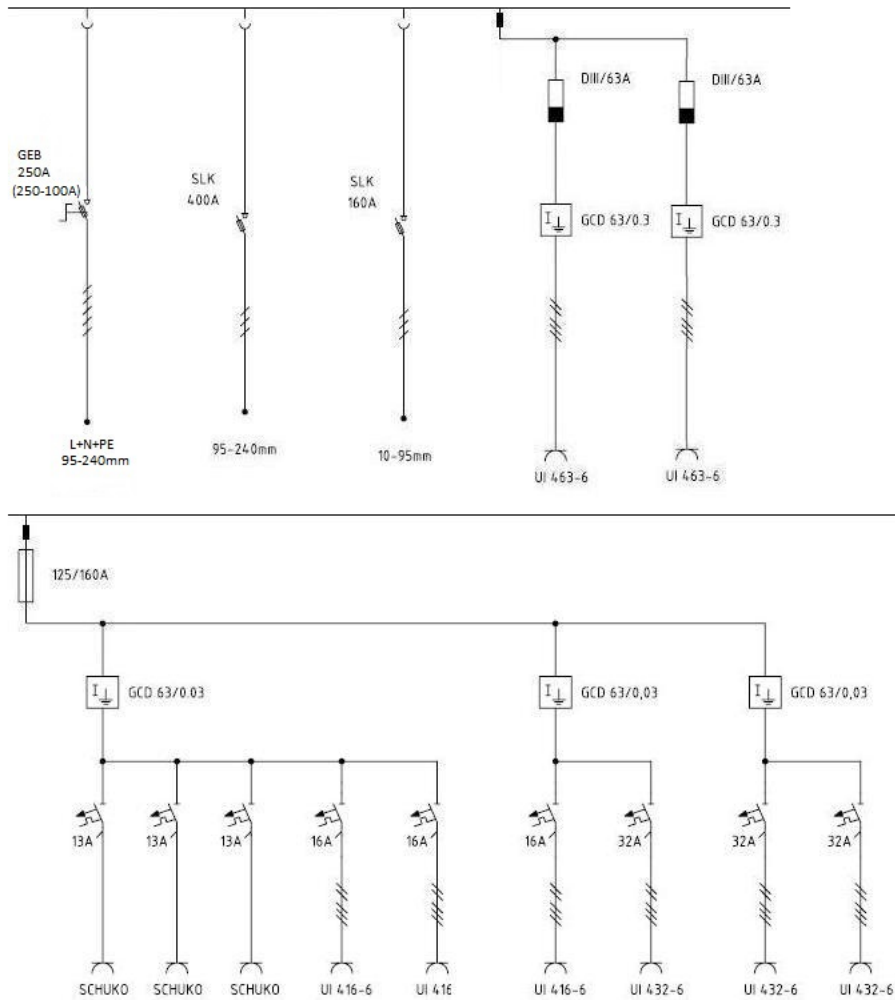 GEB
250A
(250-100A)
SLK
400A
SLK
160A
DIII/63A
DIII/63A
GCD 63/0.3
GCD 63/0.3
L+N+PE
95-240mm
95-240mm
10-95mm
UI 463-6
UI 463-6
125/160A
GCD 63/0.03
GCD 63/0,03
GCD 63/0,03
13A
13A
13A
16A
16A
16A
32A
32A
32A
SCHUKO
SCHUKO
SCHUKO
UI 416-6
UI 416
UI 416-6
UI 432-6
UI 432-6
UI 432-6